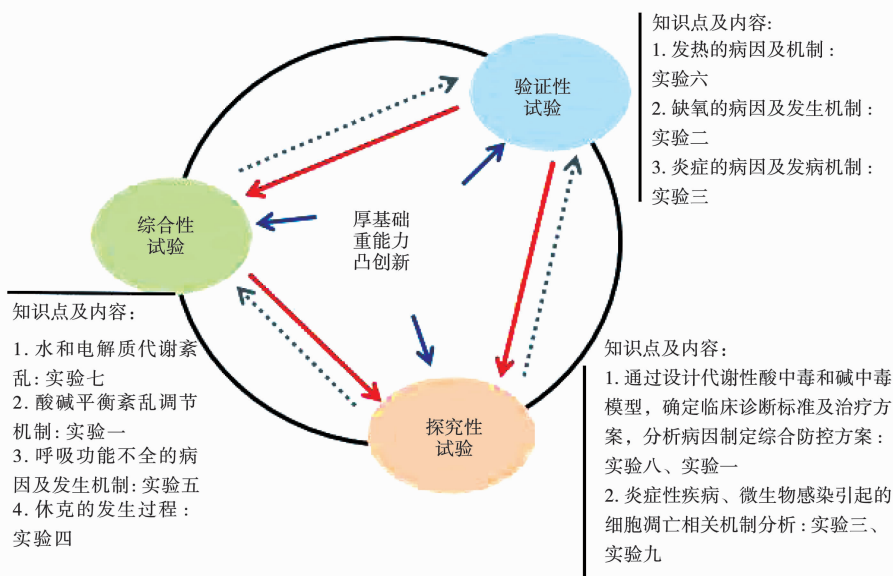 知识点及内容:
1. 发热的病因及机制:
实验六
2. 缺氧的病因及发生机制:
实验二
3. 炎症的病因及发病机制:
实验三
验证性
试验
综合性
试验
厚基础
重能力
凸创新
探究性
试验
知识点及内容:
1. 水和电解质代谢紊
乱:实验七
2. 酸碱平衡紊乱调节
机制:实验一
3. 呼吸功能不全的病
因及发生机制:实验五
4. 休克的发生过程:
实验四
知识点及内容:
1. 通过设计代谢性酸中毒和碱中毒
模型，确定临床诊断标准及治疗方
案，分析病因制定综合防控方案:
实验八、实验一
2. 炎症性疾病、微生物感染引起的
细胞凋亡相关机制分析:实验三、
实验九